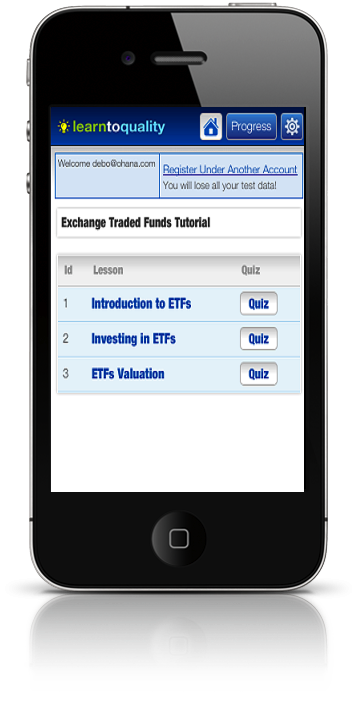 learntoquality
Progress
Welcome debo@ohana.com
Register Under Another Account
You will lose all your test data!
Exchange Traded Funds Tutorial
Id Lesson Quiz
1 Introduction to ETFs Quiz
2 Investing in ETFs Quiz
3 ETFs Valuation Quiz